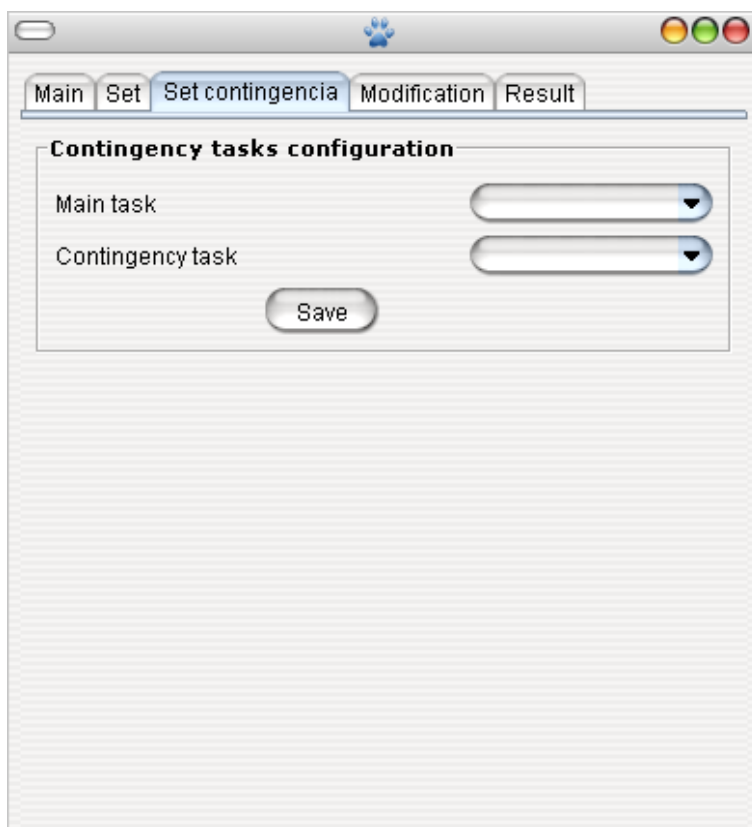 Main Set Set contingencia Modification Result
Contingency tasks configuration
Main task
Contingency task
Save